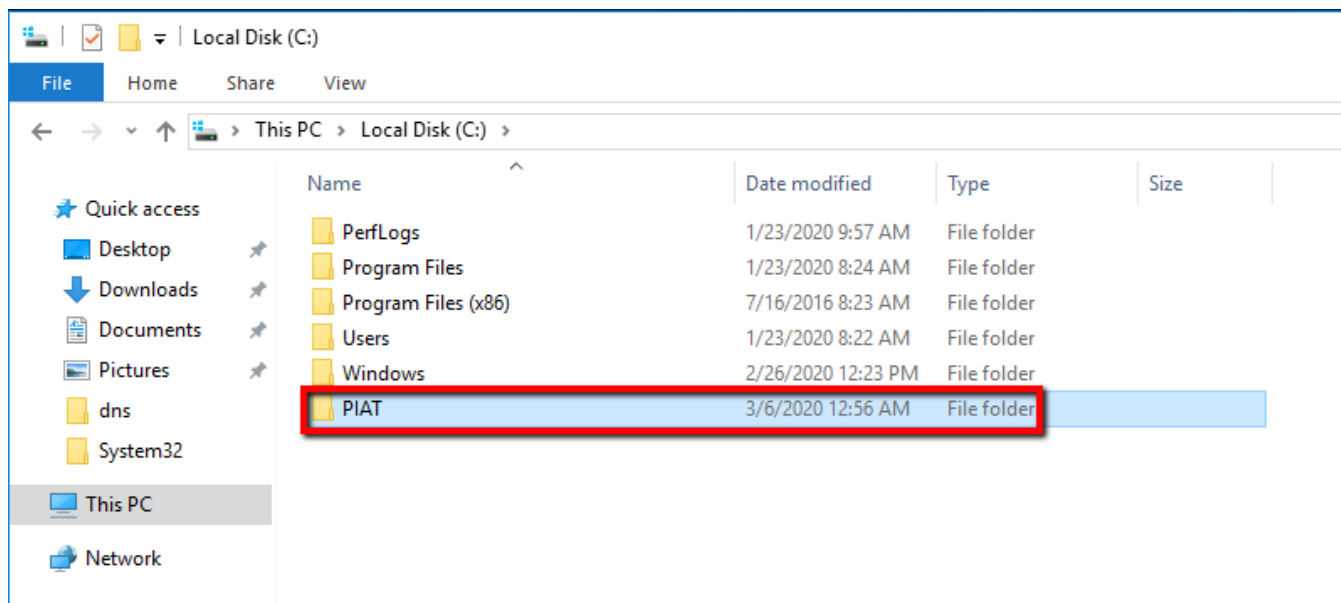 Local Disk (C:)
File Home Share View
This PC > Local Disk (C:) >
Name Date modified Type Size
Quick access
Desktop
Downloads
Documents
Pictures
dns
System32
This PC
Network
PerfLogs 1/23/2020 9:57 AM File folder
Program Files 1/23/2020 8:24 AM File folder
Program Files (x86) 7/16/2016 8:23 AM File folder
Users 1/23/2020 8:22 AM File folder
Windows 2/26/2020 12:23 PM File folder
PIAT 3/6/2020 12:56 AM File folder